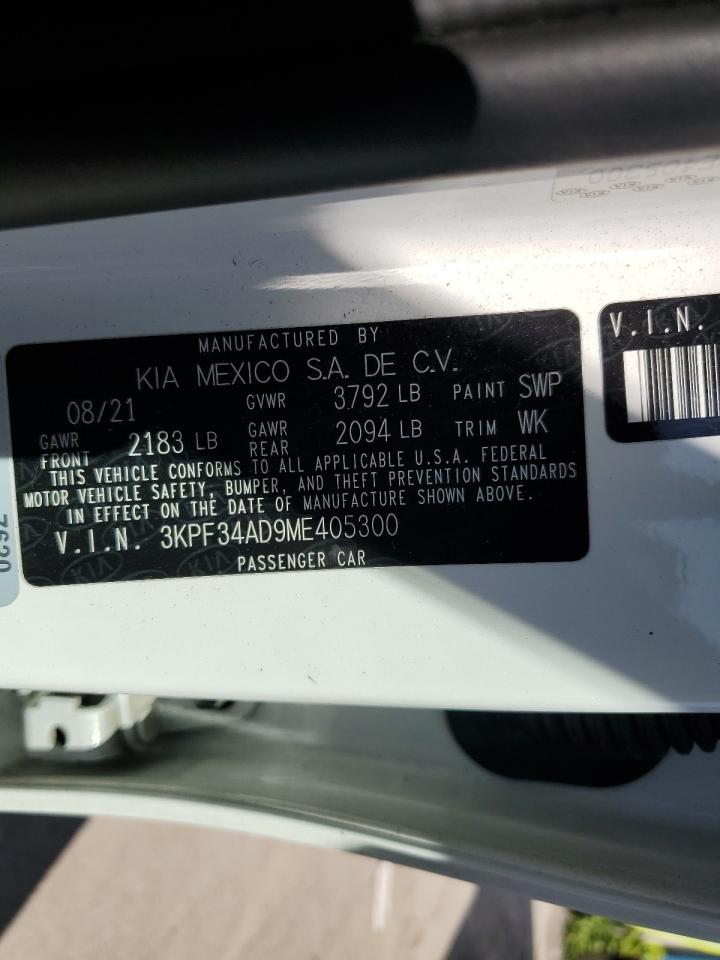 MANUFACTURED BY
KIA MEXICO S.A. DE C.V.
08/21 GVWR 3792 LB PAINT SWP
GAWR FRONT 2183 LB GAWR REAR 2094 LB TRIM WK
THIS VEHICLE CONFORMS TO ALL APPLICABLE U.S.A. FEDERAL
MOTOR VEHICLE SAFETY, BUMPER, AND THEFT PREVENTION STANDARDS
IN EFFECT ON THE DATE OF MANUFACTURE SHOWN ABOVE.
V.I.N. 3KPF34AD9ME405300
PASSENGER CAR
V.I.N.
KIA